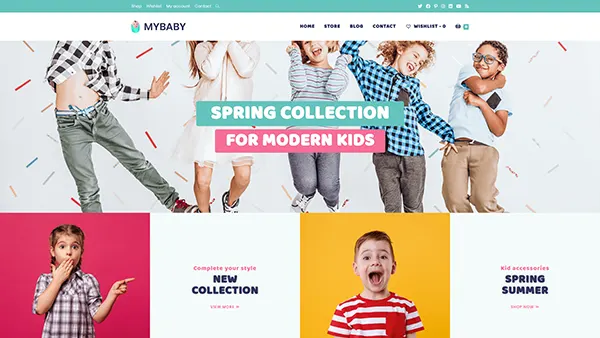 Shop Wishlist My account Contact
MYBABY
HOME STORE BLOG CONTACT WISHLIST - 0
SPRING COLLECTION
FOR MODERN KIDS
Complete your style
NEW
COLLECTION
VIEW MORE
Kid accessories
SPRING
SUMMER
SHOP NOW